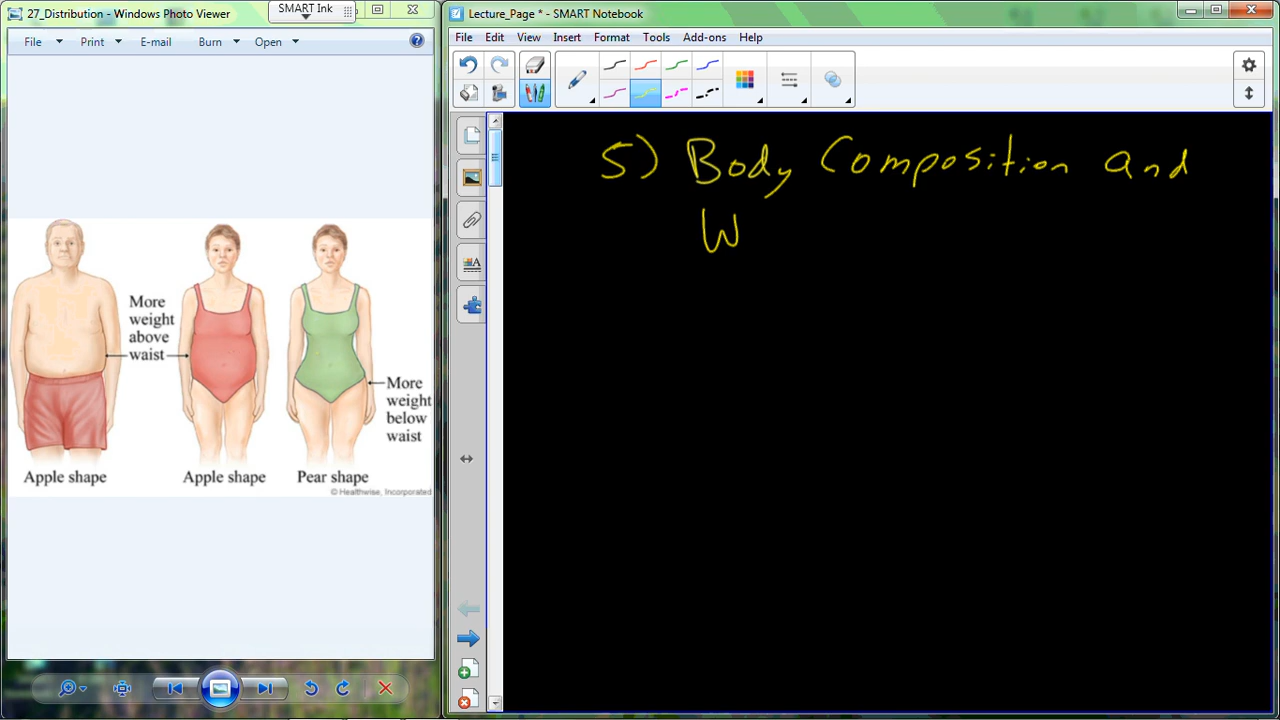 27_Distribution - Windows Photo Viewer
SMART Ink
File Print E-mail Burn Open
More
weight
above
waist
More
weight
below
waist
Apple shape Apple shape Pear shape
© Healthwise, Incorporated
Lecture_Page * - SMART Notebook
File Edit View Insert Format Tools Add-ons Help
5) Body Composition and
W